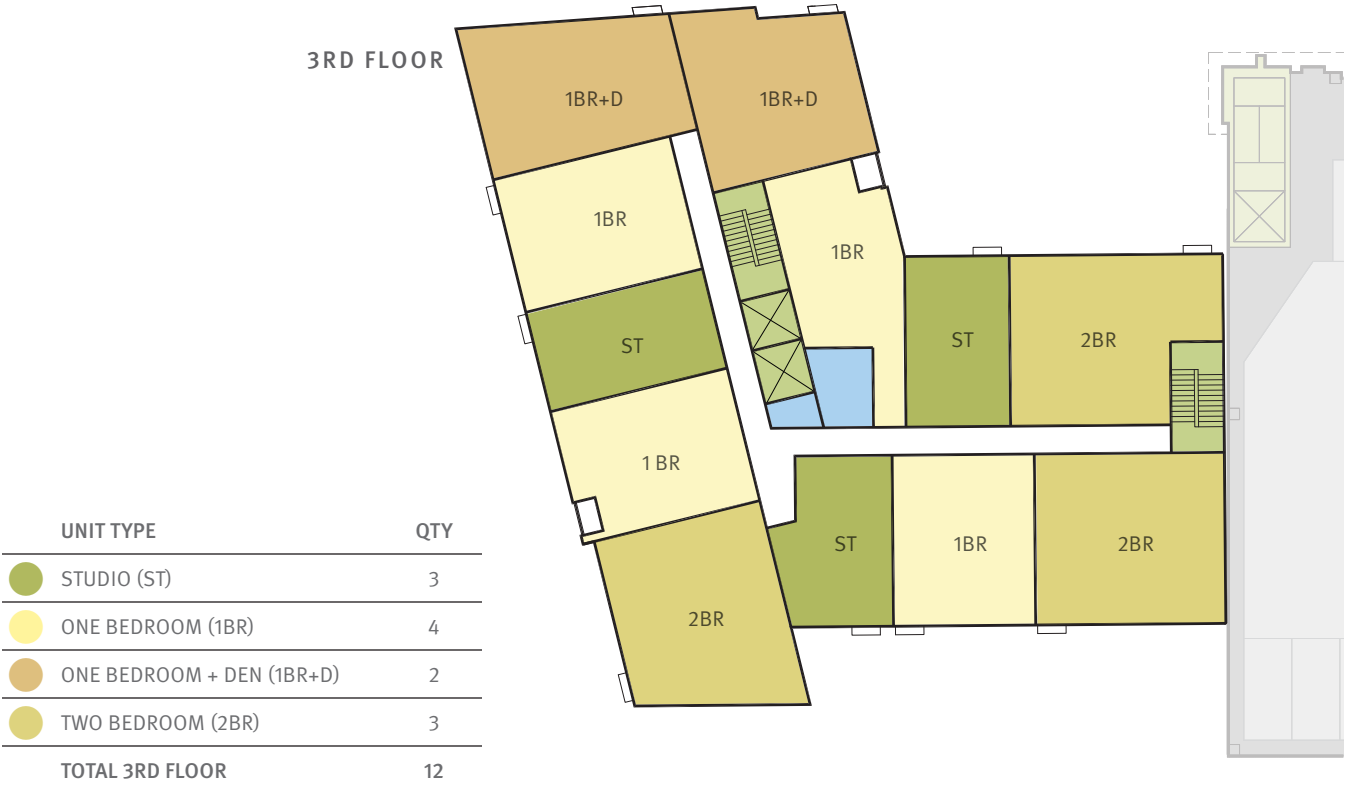 3RD FLOOR
1BR+D
1BR+D
1BR
1BR
ST
ST
2BR
1 BR
ST
1BR
2BR
2BR
UNIT TYPE QTY
STUDIO (ST) 3
ONE BEDROOM (1BR) 4
ONE BEDROOM + DEN (1BR+D) 2
TWO BEDROOM (2BR) 3
TOTAL 3RD FLOOR 12